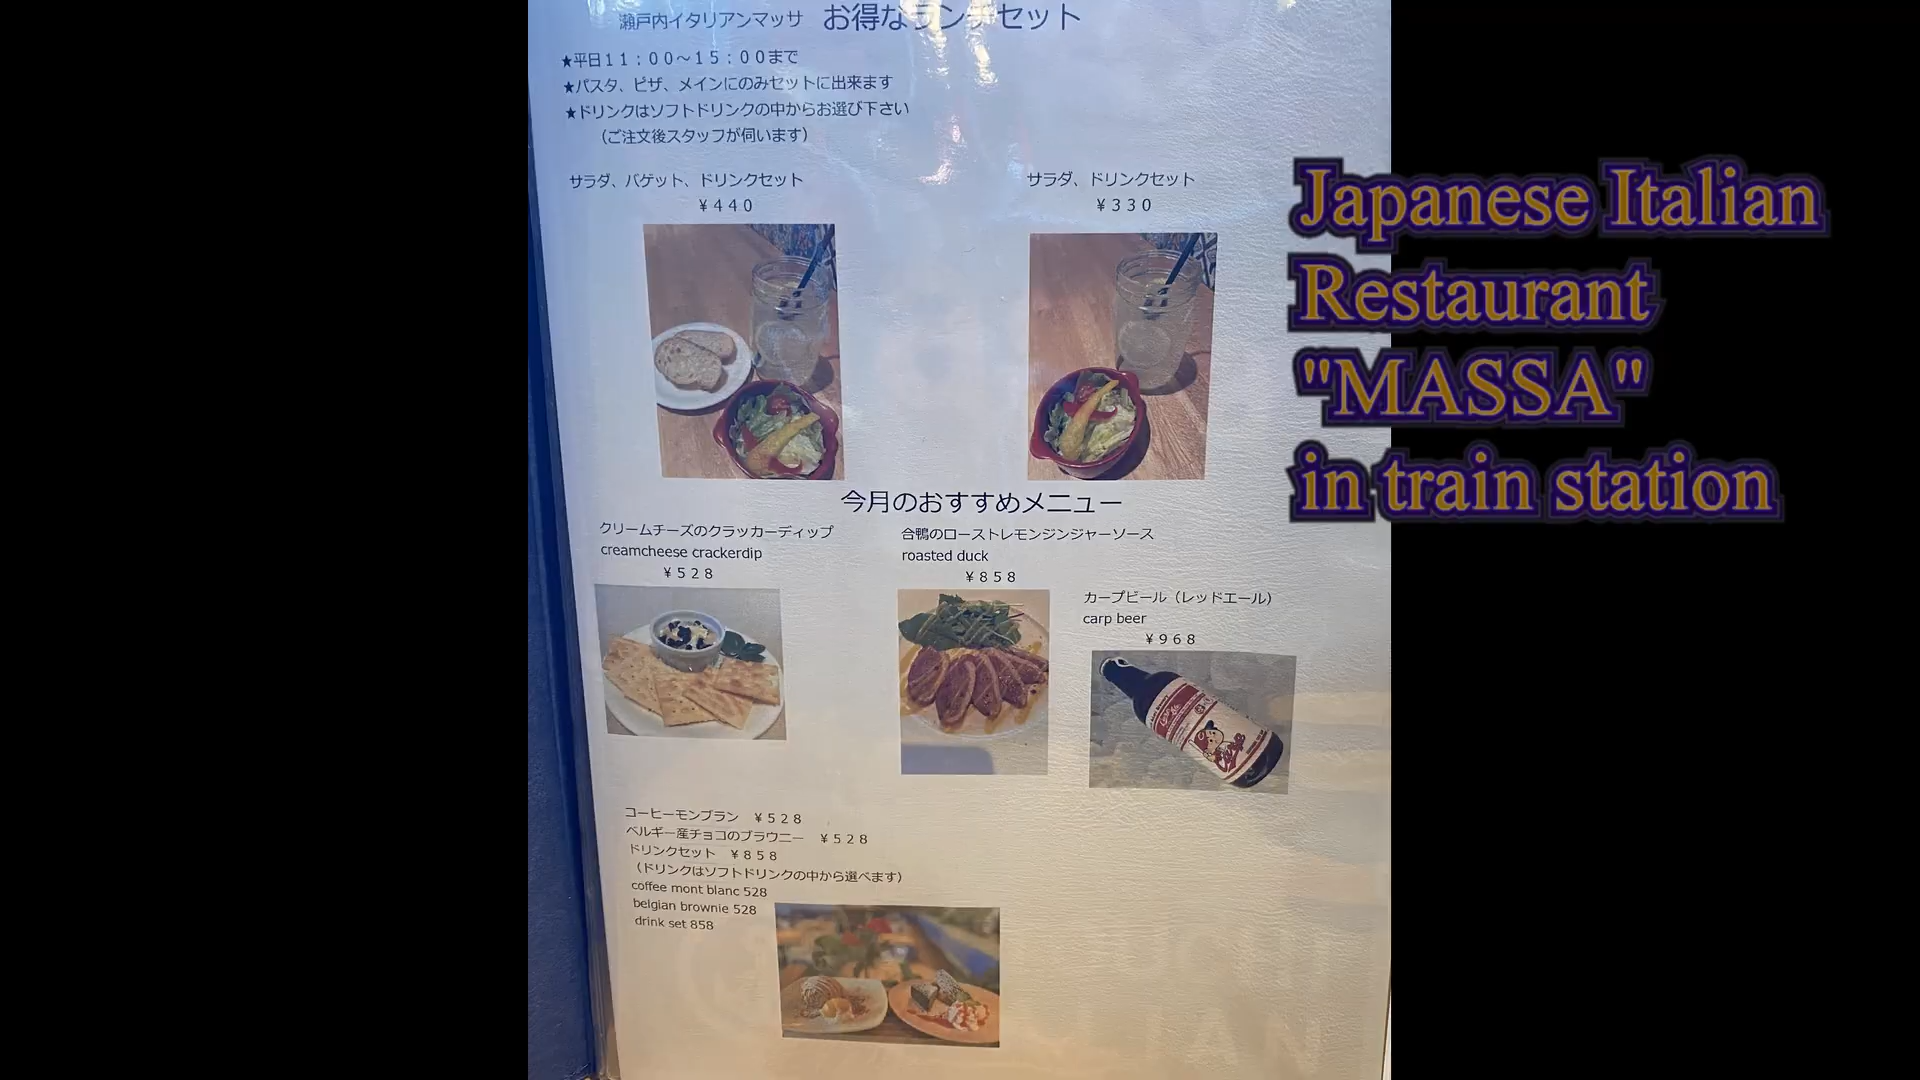 瀬戸内イタリアンマッサ　お得なランチセット
★平日11：00～15：00まで
★パスタ、ピザ、メインにのみセットに出来ます
★ドリンクはソフトドリンクの中からお選び下さい
（ご注文後スタッフが伺います）
サラダ、バゲット、ドリンクセット
¥440
サラダ、ドリンクセット
¥330
Japanese Italian
Restaurant
"MASSA"
in train station
今月のおすすめメニュー
クリームチーズのクラッカーディップ
creamcheese crackerdip
¥528
合鴨のローストレモンジンジャーソース
roasted duck
¥858
カープビール（レッドエール）
carp beer
¥968
コーヒーモンブラン　¥528
ベルギー産チョコのブラウニー　¥528
ドリンクセット　¥858
（ドリンクはソフトドリンクの中から選べます）
coffee mont blanc 528
belgian brownie 528
drink set 858